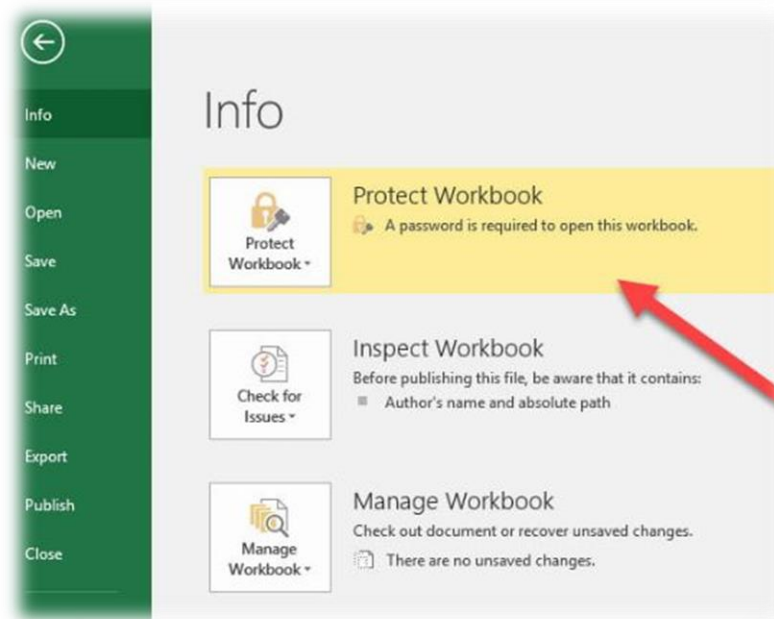 Info
New
Open
Save
Save As
Print
Share
Export
Publish
Close
Info
Protect
Workbook
Protect Workbook
A password is required to open this workbook.
Check for
Issues
Inspect Workbook
Before publishing this file, be aware that it contains:
Author's name and absolute path
Manage
Workbook
Manage Workbook
Check out document or recover unsaved changes.
There are no unsaved changes.